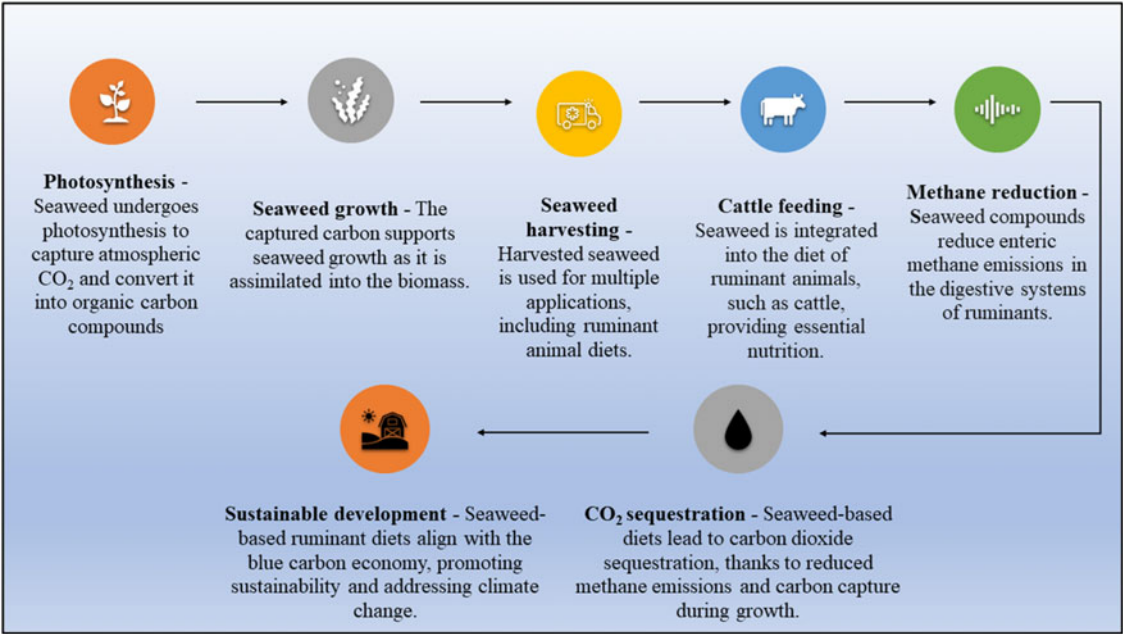 Photosynthesis -
Seaweed undergoes
photosynthesis to
capture atmospheric
CO₂ and convert it
into organic carbon
compounds
Seaweed growth - The
captured carbon supports
seaweed growth as it is
assimilated into the biomass.
Seaweed
harvesting -
Harvested seaweed
is used for multiple
applications,
including ruminant
animal diets.
Cattle feeding -
Seaweed is integrated
into the diet of
ruminant animals,
such as cattle,
providing essential
nutrition.
Methane reduction -
Seaweed compounds
reduce enteric
methane emissions in
the digestive systems
of ruminants.
Sustainable development - Seaweed-
based ruminant diets align with the
blue carbon economy, promoting
sustainability and addressing climate
change.
CO₂ sequestration - Seaweed-based
diets lead to carbon dioxide
sequestration, thanks to reduced
methane emissions and carbon capture
during growth.